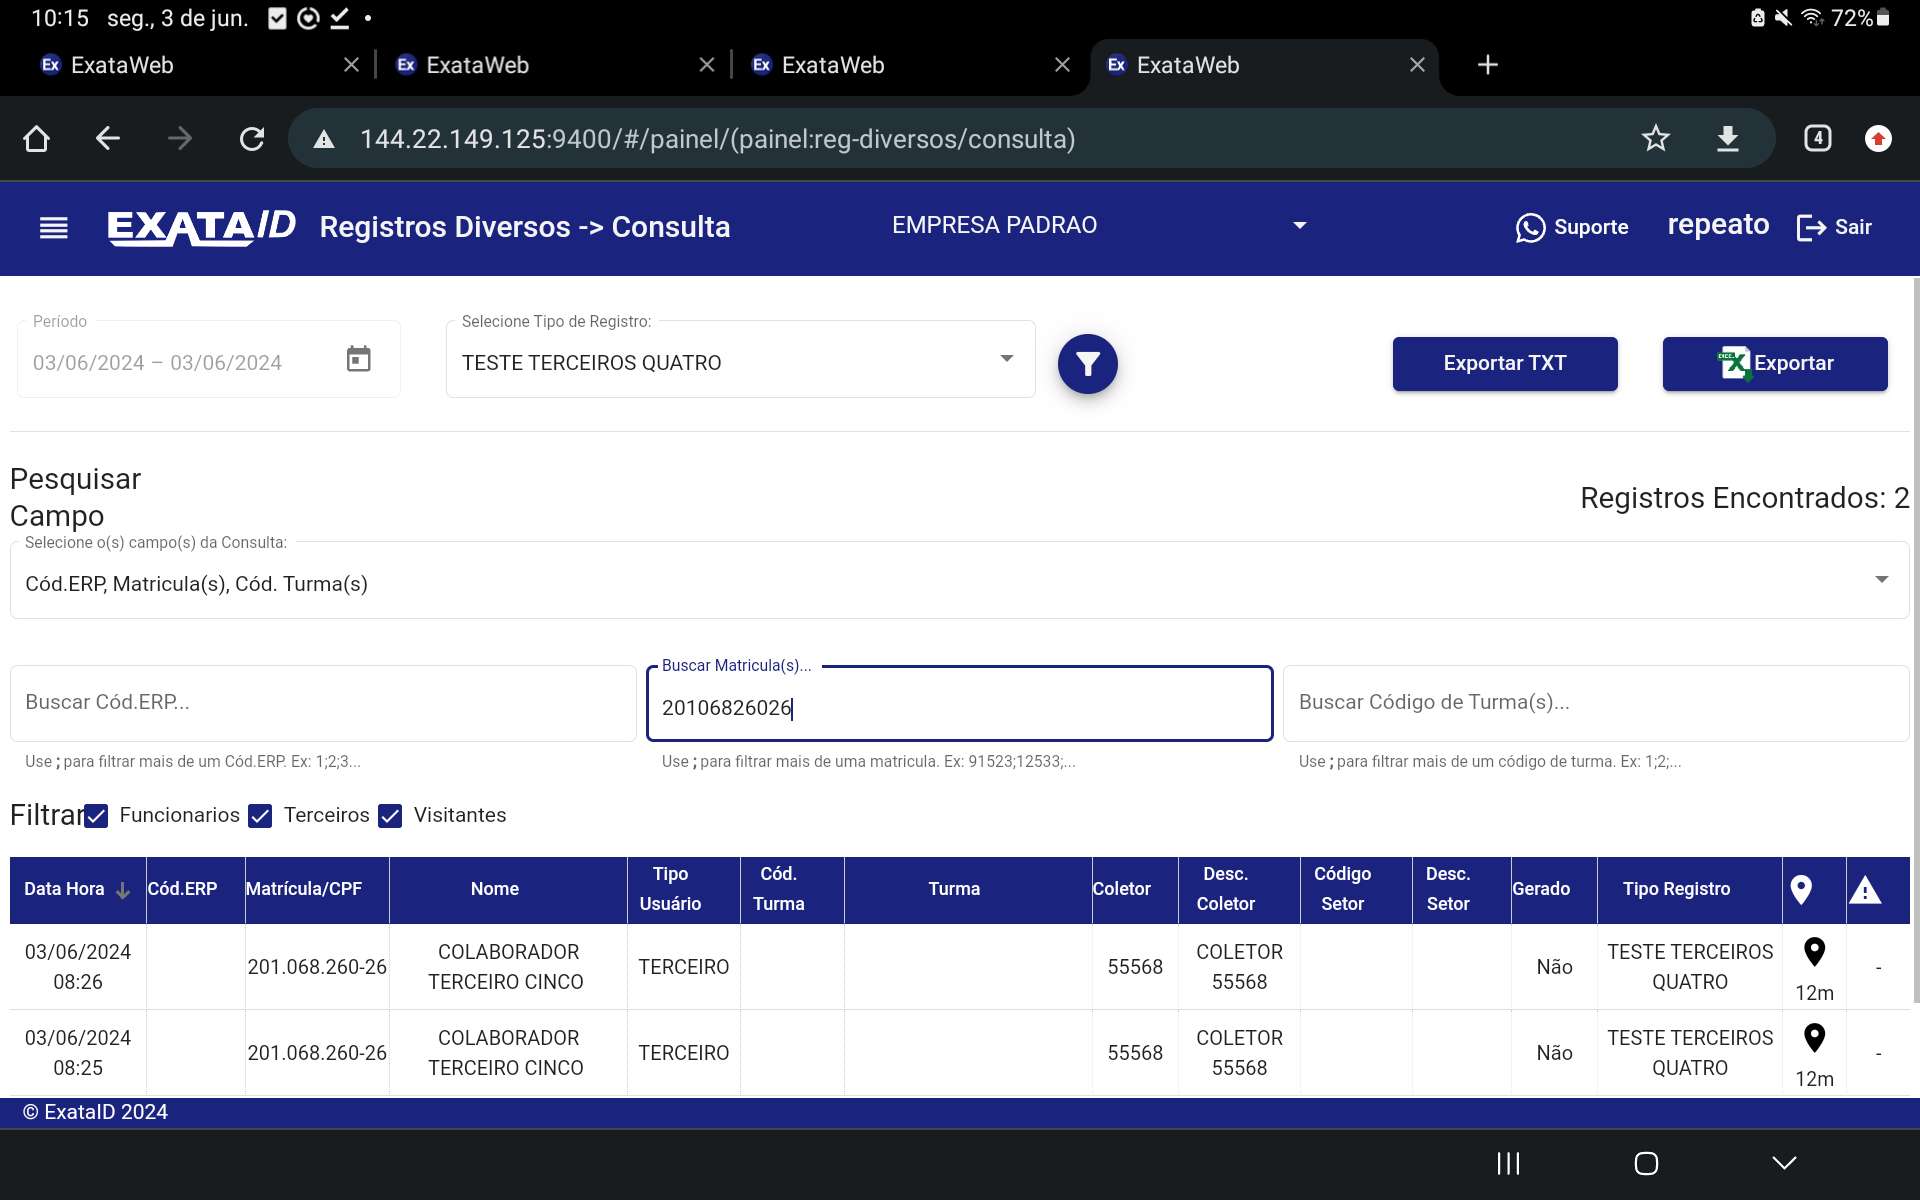 10:15 seg., 3 de jun. 72%
Ex ExataWeb Ex ExataWeb Ex ExataWeb Ex ExataWeb
144.22.149.125:9400/#/painel/(painel:reg-diversos/consulta) 4
EXATAID Registros Diversos -> Consulta EMPRESA PADRAO Suporte repeato Sair
Período Selecione Tipo de Registro:
03/06/2024 – 03/06/2024 TESTE TERCEIROS QUATRO Exportar TXT Exportar
Pesquisar
Campo
Registros Encontrados: 2
Selecione o(s) campo(s) da Consulta:
Cód.ERP, Matricula(s), Cód. Turma(s)
Buscar Matricula(s)...
Buscar Cód.ERP... 20106826026 Buscar Código de Turma(s)...
Use ; para filtrar mais de um Cód.ERP. Ex: 1;2;3... Use ; para filtrar mais de uma matricula. Ex: 91523;12533;... Use ; para filtrar mais de um código de turma. Ex: 1;2;...
Filtrar Funcionarios Terceiros Visitantes
Data Hora Cód.ERP Matrícula/CPF Nome Tipo Usuário Cód. Turma Turma Coletor Desc. Coletor Código Setor Desc. Setor Gerado Tipo Registro
03/06/2024 08:26 201.068.260-26 COLABORADOR TERCEIRO CINCO TERCEIRO 55568 COLETOR 55568 Não TESTE TERCEIROS QUATRO 12m -
03/06/2024 08:25 201.068.260-26 COLABORADOR TERCEIRO CINCO TERCEIRO 55568 COLETOR 55568 Não TESTE TERCEIROS QUATRO 12m -
© ExataID 2024